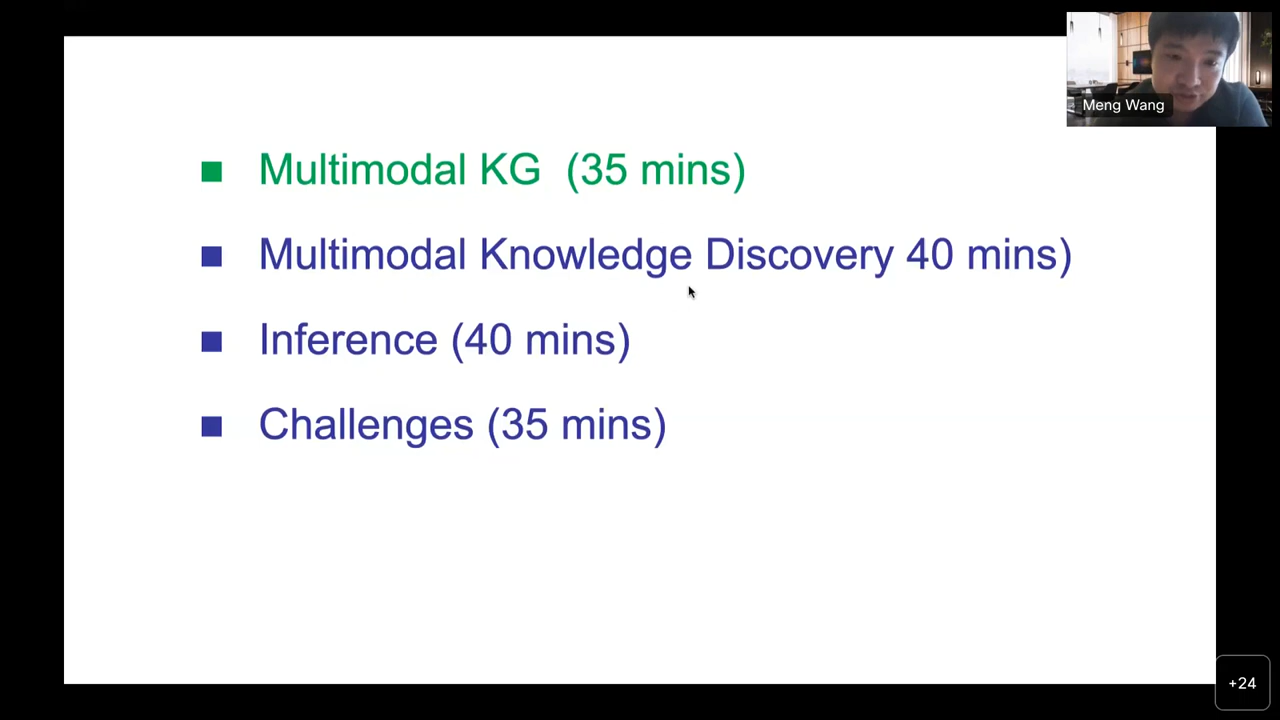 Meng Wang
Multimodal KG (35 mins)
Multimodal Knowledge Discovery 40 mins)
Inference (40 mins)
Challenges (35 mins)
+24